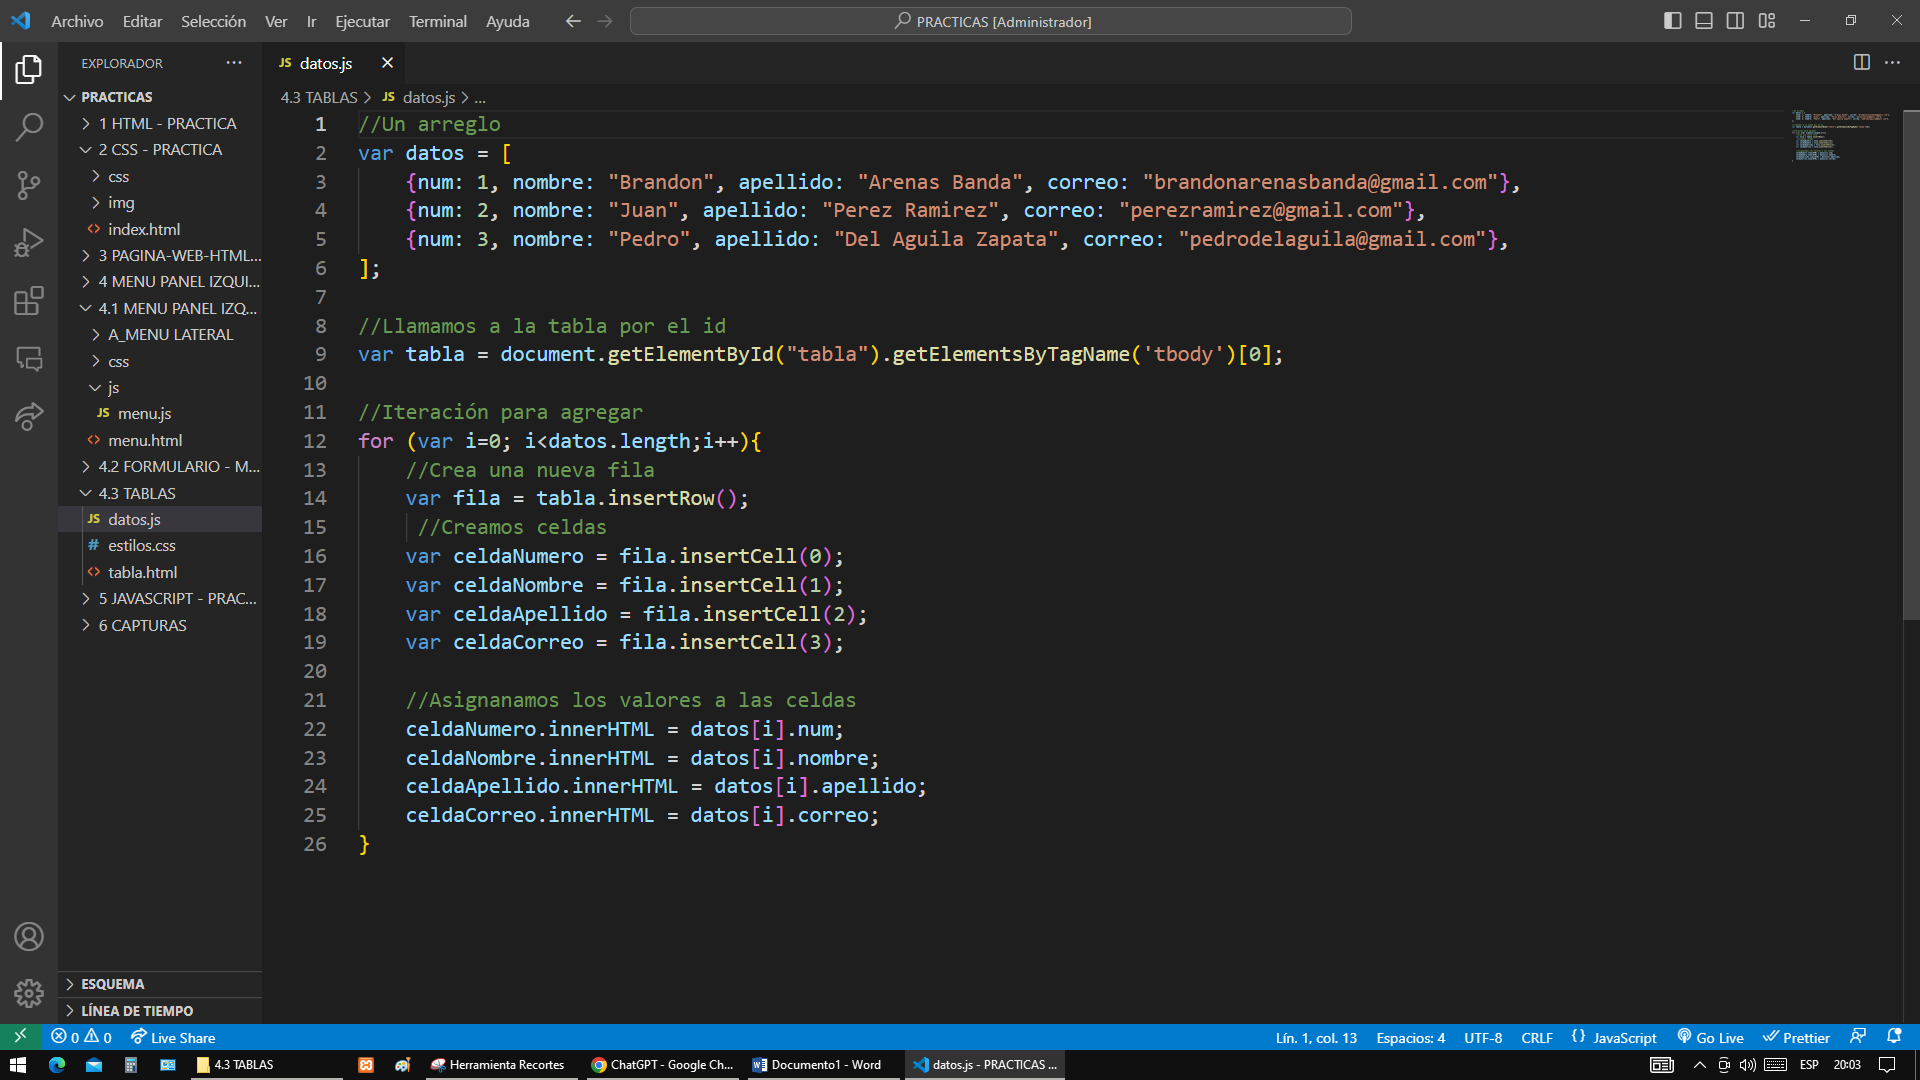 Archivo Editar Selección Ver Ir Ejecutar Terminal Ayuda
PRACTICAS [Administrador]
EXPLORADOR
PRACTICAS
1 HTML - PRACTICA
2 CSS - PRACTICA
css
img
index.html
3 PAGINA-WEB-HTML...
4 MENU PANEL IZQUI...
4.1 MENU PANEL IZQ...
A_MENU LATERAL
css
js
JS menu.js
menu.html
4.2 FORMULARIO - M...
4.3 TABLAS
JS datos.js
# estilos.css
tabla.html
5 JAVASCRIPT - PRAC...
6 CAPTURAS
ESQUEMA
LÍNEA DE TIEMPO
JS datos.js
4.3 TABLAS > JS datos.js > ...
1 //Un arreglo
2 var datos = [
3 {num: 1, nombre: "Brandon", apellido: "Arenas Banda", correo: "brandonarenasbanda@gmail.com"},
4 {num: 2, nombre: "Juan", apellido: "Perez Ramirez", correo: "perezramirez@gmail.com"},
5 {num: 3, nombre: "Pedro", apellido: "Del Aguila Zapata", correo: "pedrodelaguila@gmail.com"},
6 ];
7
8 //Llamamos a la tabla por el id
9 var tabla = document.getElementById("tabla").getElementsByTagName('tbody')[0];
10
11 //Iteración para agregar
12 for (var i=0; i<datos.length;i++){
13 //Crea una nueva fila
14 var fila = tabla.insertRow();
15 //Creamos celdas
16 var celdaNumero = fila.insertCell(0);
17 var celdaNombre = fila.insertCell(1);
18 var celdaApellido = fila.insertCell(2);
19 var celdaCorreo = fila.insertCell(3);
20
21 //Asignanamos los valores a las celdas
22 celdaNumero.innerHTML = datos[i].num;
23 celdaNombre.innerHTML = datos[i].nombre;
24 celdaApellido.innerHTML = datos[i].apellido;
25 celdaCorreo.innerHTML = datos[i].correo;
26 }
0 0 Live Share
Lín. 1, col. 13 Espacios: 4 UTF-8 CRLF {} JavaScript Go Live Prettier
4.3 TABLAS
Herramienta Recortes
ChatGPT - Google Ch...
Documento1 - Word
datos.js - PRACTICAS ...
ESP 20:03